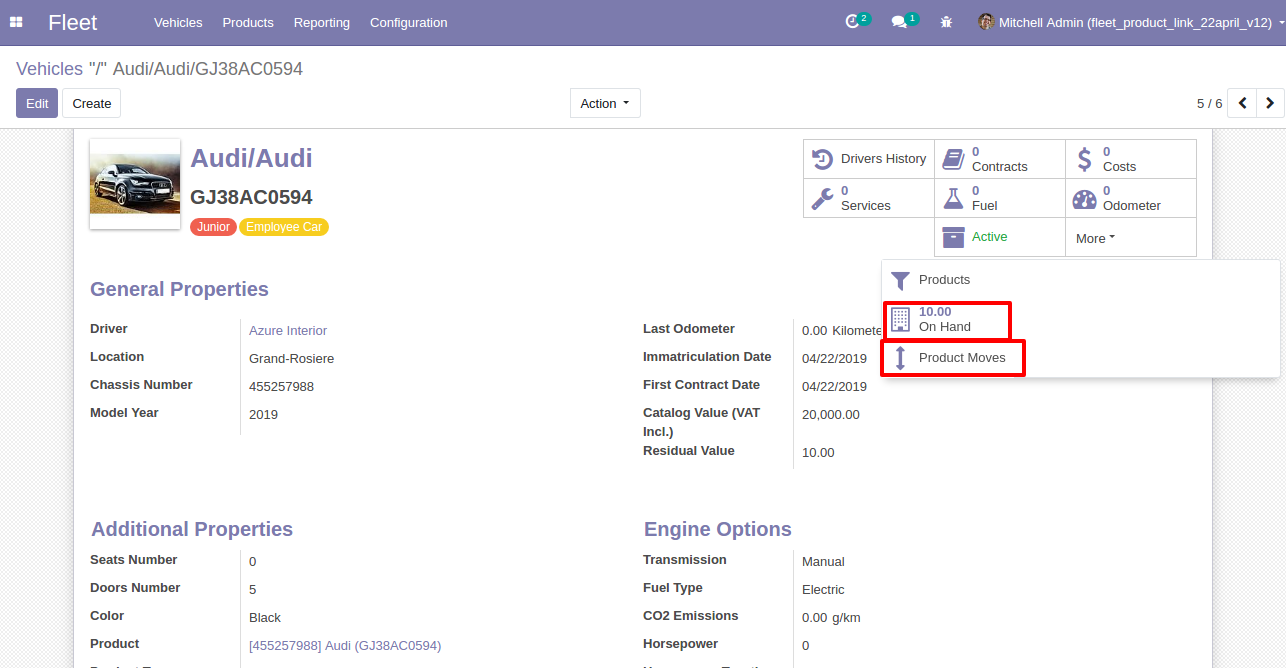 Fleet Vehicles Products Reporting Configuration 2 1 Mitchell Admin (fleet_product_link_22april_v12)
Vehicles "/" Audi/Audi/GJ38AC0594
Edit Create Action 5 / 6
Audi/Audi
GJ38AC0594
Junior Employee Car
Drivers History
0
Contracts
0
Costs
0
Services
0
Fuel
0
Odometer
Active
More
Products
10.00
On Hand
Product Moves
General Properties
Driver Azure Interior
Location Grand-Rosiere
Chassis Number 455257988
Model Year 2019
Last Odometer 0.00 Kilomete
Immatriculation Date 04/22/2019
First Contract Date 04/22/2019
Catalog Value (VAT 20,000.00
Incl.)
Residual Value 10.00
Additional Properties
Seats Number 0
Doors Number 5
Color Black
Product [455257988] Audi (GJ38AC0594)
Engine Options
Transmission Manual
Fuel Type Electric
CO2 Emissions 0.00 g/km
Horsepower 0